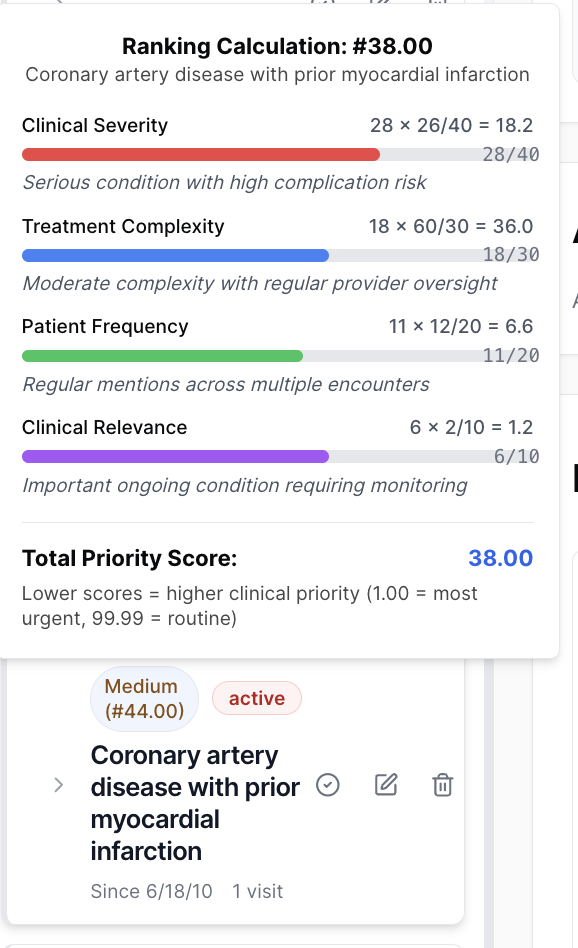 Ranking Calculation: #38.00
Coronary artery disease with prior myocardial infarction
Clinical Severity
28 × 26/40 = 18.2
28/40
Serious condition with high complication risk
Treatment Complexity
18 × 60/30 = 36.0
18/30
Moderate complexity with regular provider oversight
Patient Frequency
11 × 12/20 = 6.6
11/20
Regular mentions across multiple encounters
Clinical Relevance
6 × 2/10 = 1.2
6/10
Important ongoing condition requiring monitoring
Total Priority Score:
38.00
Lower scores = higher clinical priority (1.00 = most
urgent, 99.99 = routine)
Medium
(#44.00)
active
Coronary artery
disease with prior
myocardial
infarction
Since 6/18/10
1 visit